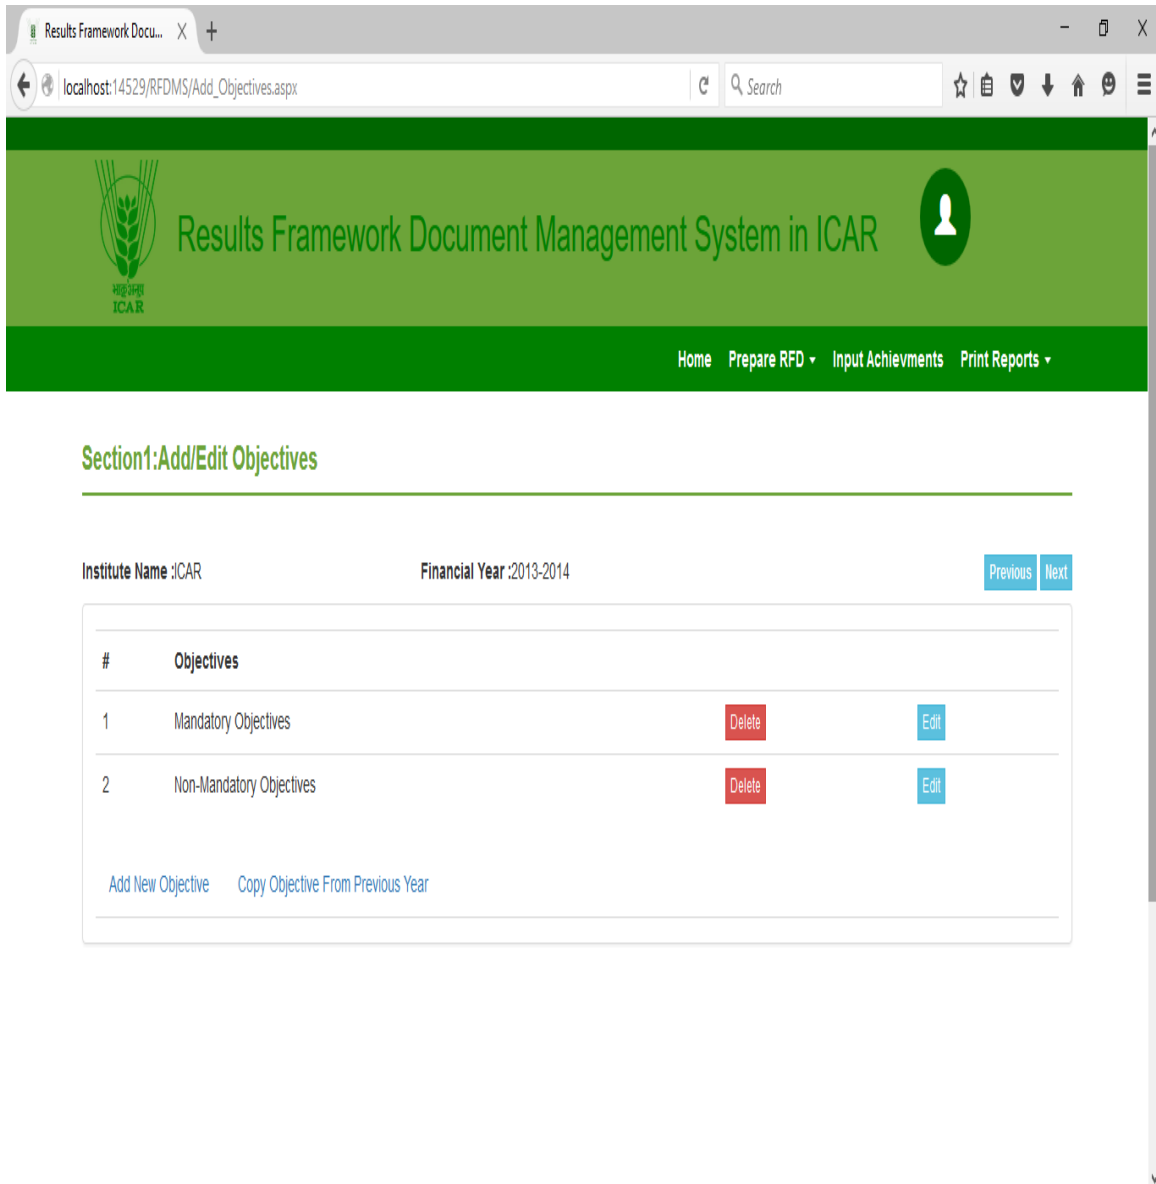 Results Framework Docu...
localhost:14529/RFDMS/Add_Objectives.aspx
Search
Results Framework Document Management System in ICAR
भाकृअनुप
ICAR
Home Prepare RFD Input Achievments Print Reports
Section1:Add/Edit Objectives
Institute Name :ICAR Financial Year :2013-2014 Previous Next
# Objectives
1 Mandatory Objectives Delete Edit
2 Non-Mandatory Objectives Delete Edit
Add New Objective Copy Objective From Previous Year